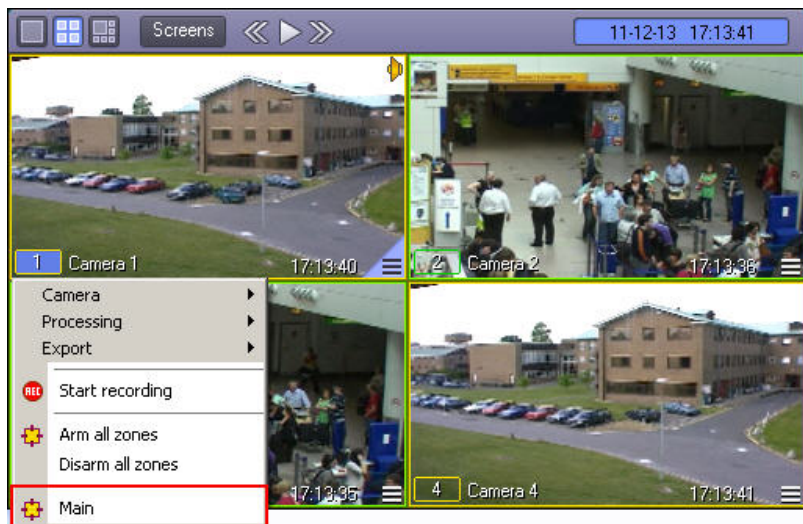 Screens
11-12-13 17:13:41
1 Camera 1 17:13:40
2 Camera 2 17:13:36
Camera
Processing
Export
REC Start recording
Arm all zones
Disarm all zones
Main
17:13:35
4 Camera 4 17:13:41